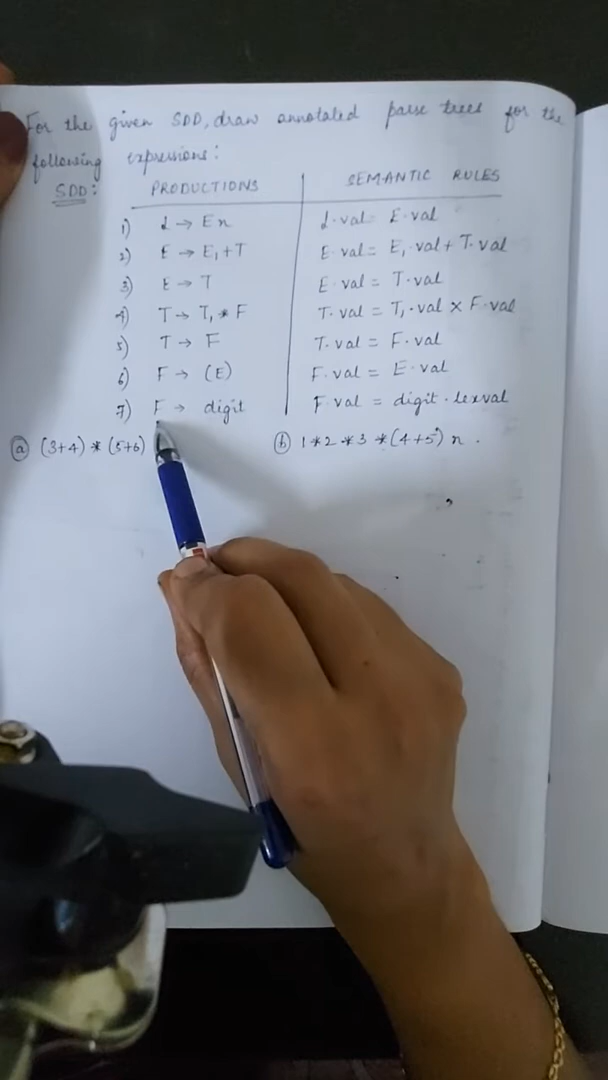 For the given SDD, draw annotated parse trees for the
following expressions:
SDD: PRODUCTIONS SEMANTIC RULES
1) L → En L.val = E.val
2) E → E₁ + T E.val = E₁.val + T.val
3) E → T E.val = T.val
4) T → T₁ * F T.val = T₁.val × F.val
5) T → F T.val = F.val
6) F → (E) F.val = E.val
7) F → digit F.val = digit.lexval
ⓐ (3+4) * (5+6) ⓑ 1*2*3*(4+5) n.